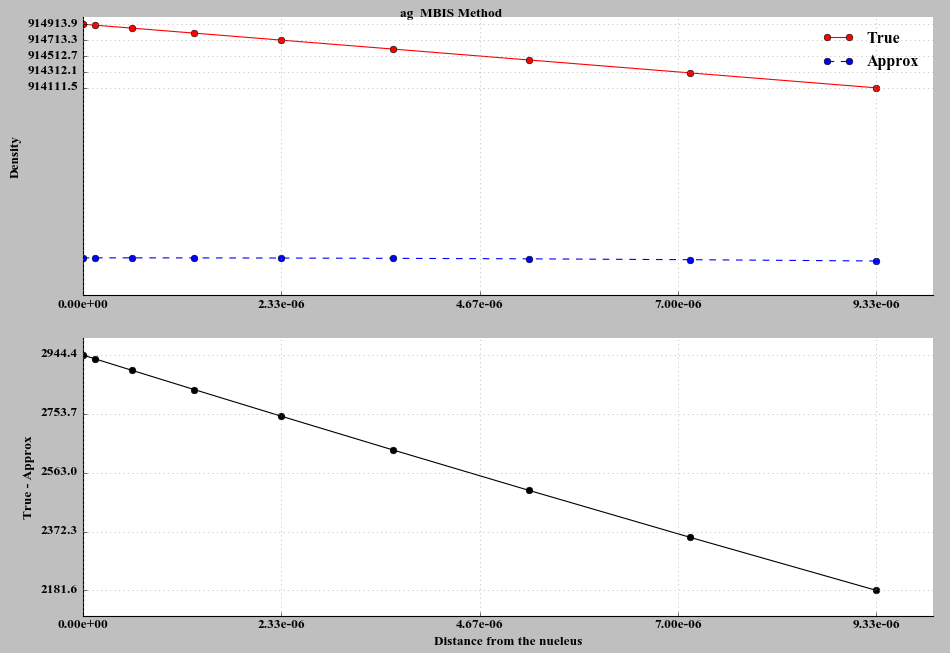 ag  MBIS Method
914913.9
914713.3
914512.7
914312.1
914111.5
Density
True
Approx
0.00e+00 2.33e-06 4.67e-06 7.00e-06 9.33e-06
2944.4
2753.7
2563.0
2372.3
2181.6
True - Approx
0.00e+00 2.33e-06 4.67e-06 7.00e-06 9.33e-06
Distance from the nueleus